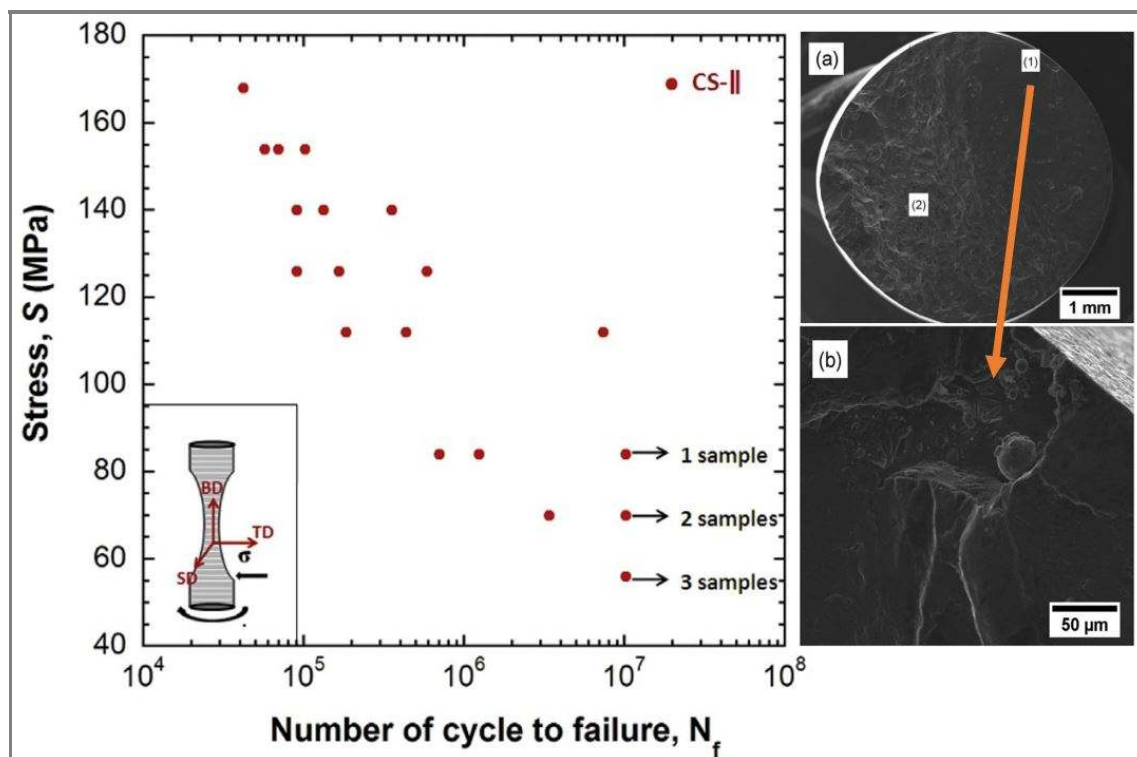 180
160
140
120
100
80
60
40
Stress, S (MPa)
10⁴
10⁵
10⁶
10⁷
10⁸
Number of cycle to failure, N_f
CS-ǁ
1 sample
2 samples
3 samples
BD
TD
SD
σ
(a)
(1)
(2)
1 mm
(b)
50 µm